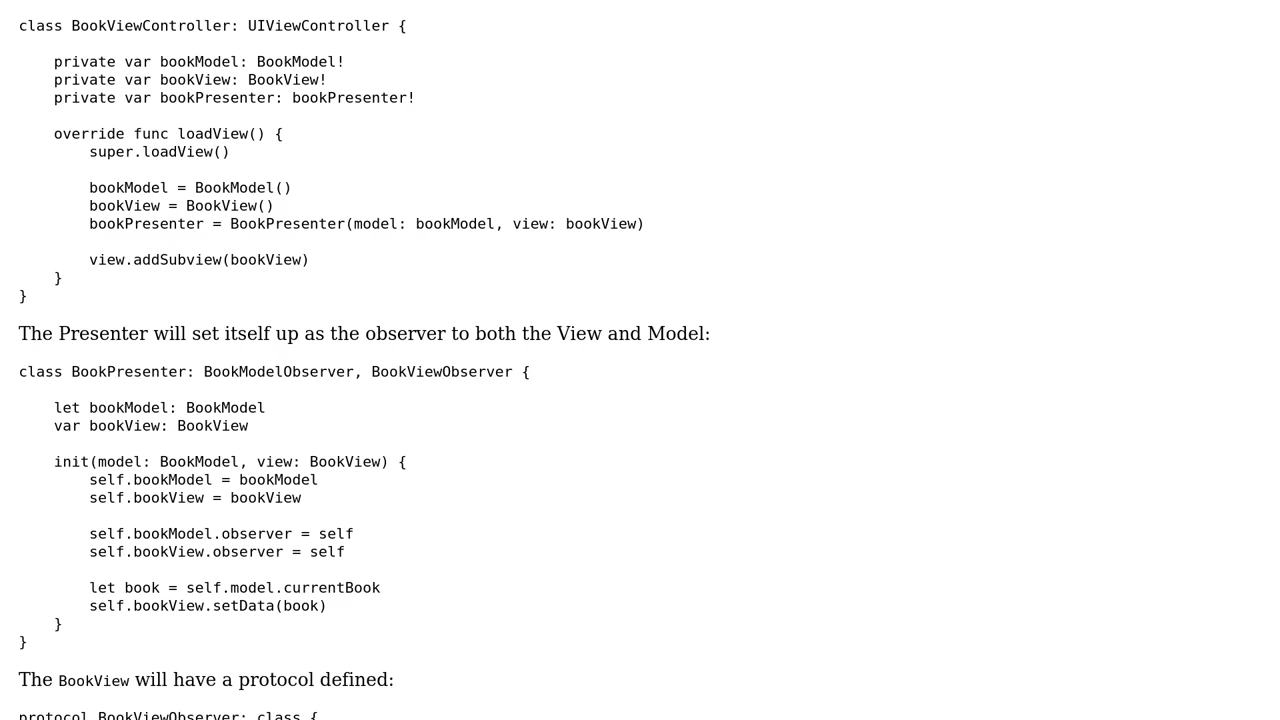 class BookViewController: UIViewController {
    private var bookModel: BookModel!
    private var bookView: BookView!
    private var bookPresenter: bookPresenter!
    override func loadView() {
        super.loadView()
        bookModel = BookModel()
        bookView = BookView()
        bookPresenter = BookPresenter(model: bookModel, view: bookView)
        view.addSubview(bookView)
    }
}
The Presenter will set itself up as the observer to both the View and Model:
class BookPresenter: BookModelObserver, BookViewObserver {
    let bookModel: BookModel
    var bookView: BookView
    init(model: BookModel, view: BookView) {
        self.bookModel = bookModel
        self.bookView = bookView
        self.bookModel.observer = self
        self.bookView.observer = self
        let book = self.model.currentBook
        self.bookView.setData(book)
    }
}
The BookView will have a protocol defined:
protocol BookViewObserver: class {